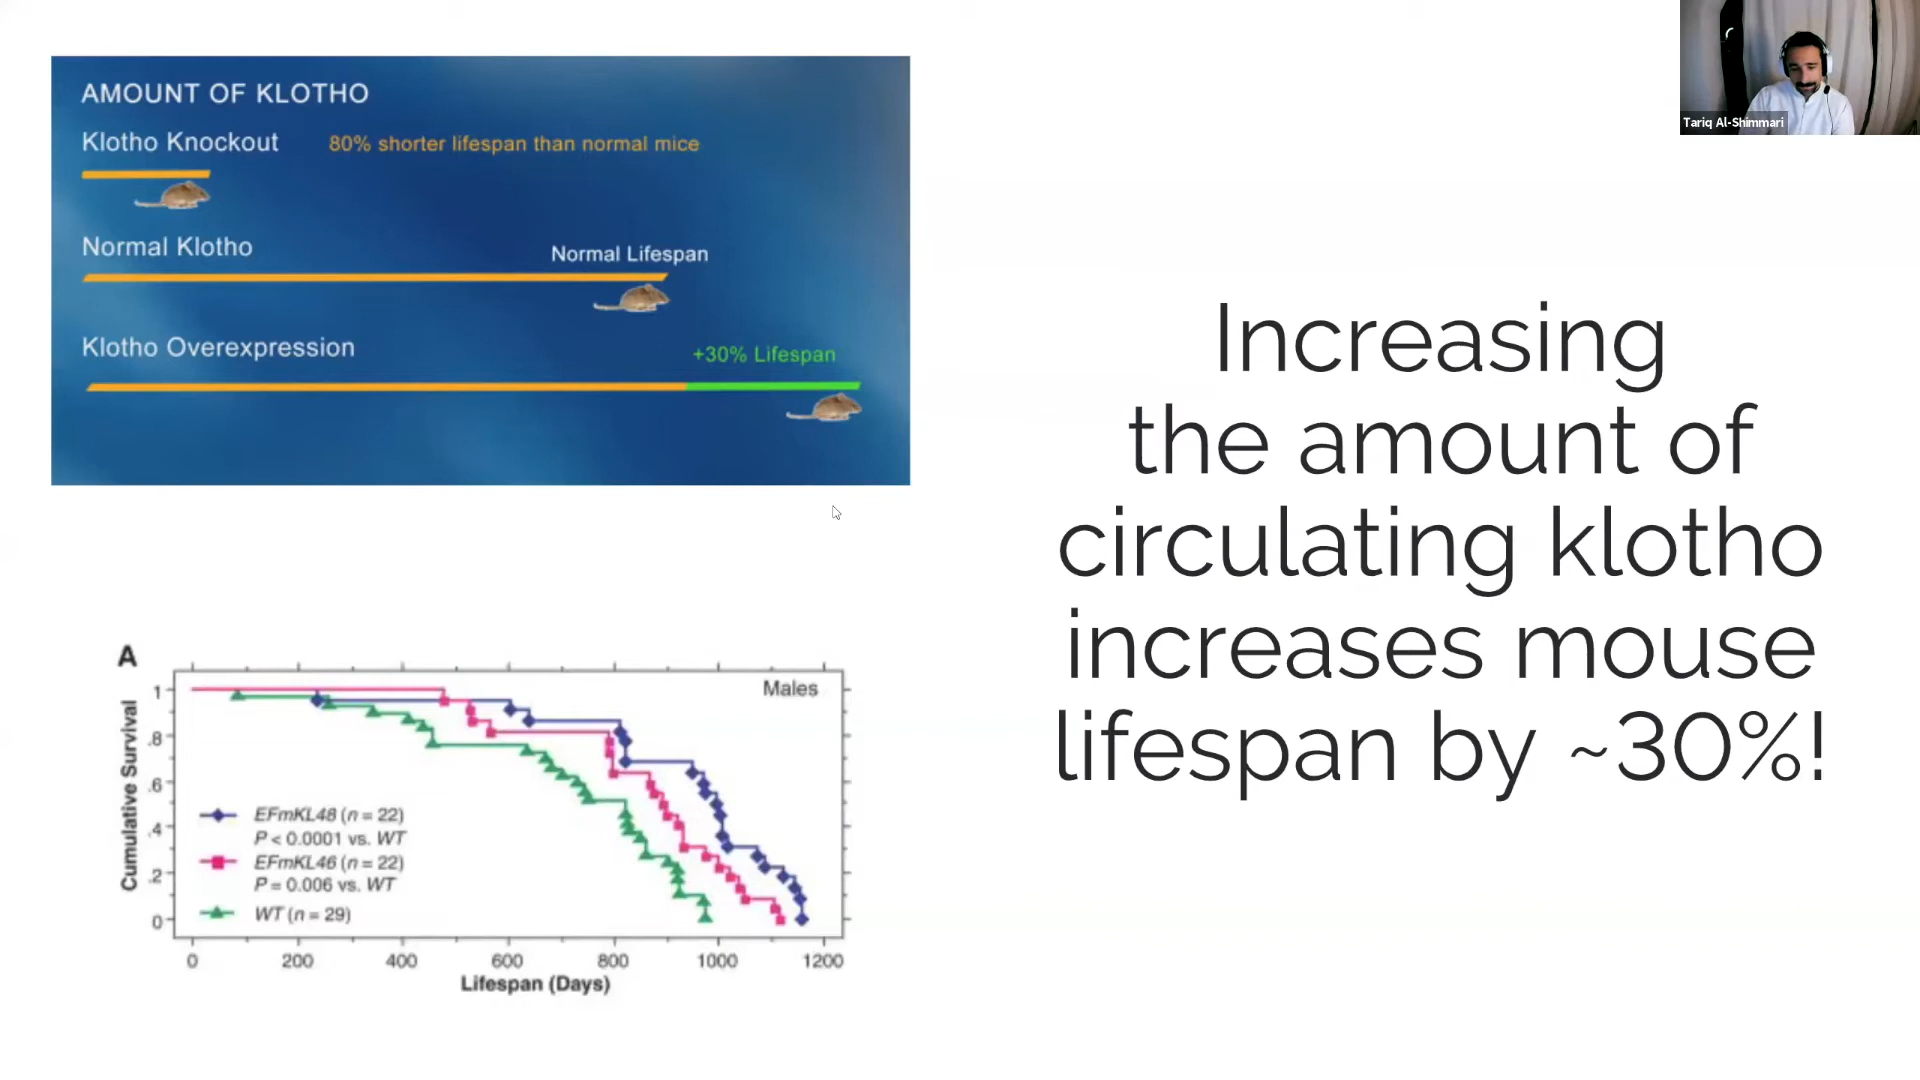 AMOUNT OF KLOTHO
Klotho Knockout
80% shorter lifespan than normal mice
Normal Klotho
Normal Lifespan
Klotho Overexpression
+30% Lifespan
Increasing
the amount of
circulating klotho
increases mouse
lifespan by ~30%!
Tariq Al-Shimmari
A
Males
Cumulative Survival
1
.8
.6
.4
.2
0
EFmKL48 (n = 22)
P < 0.0001 vs. WT
EFmKL46 (n = 22)
P = 0.006 vs. WT
WT (n = 29)
0 200 400 600 800 1000 1200
Lifespan (Days)